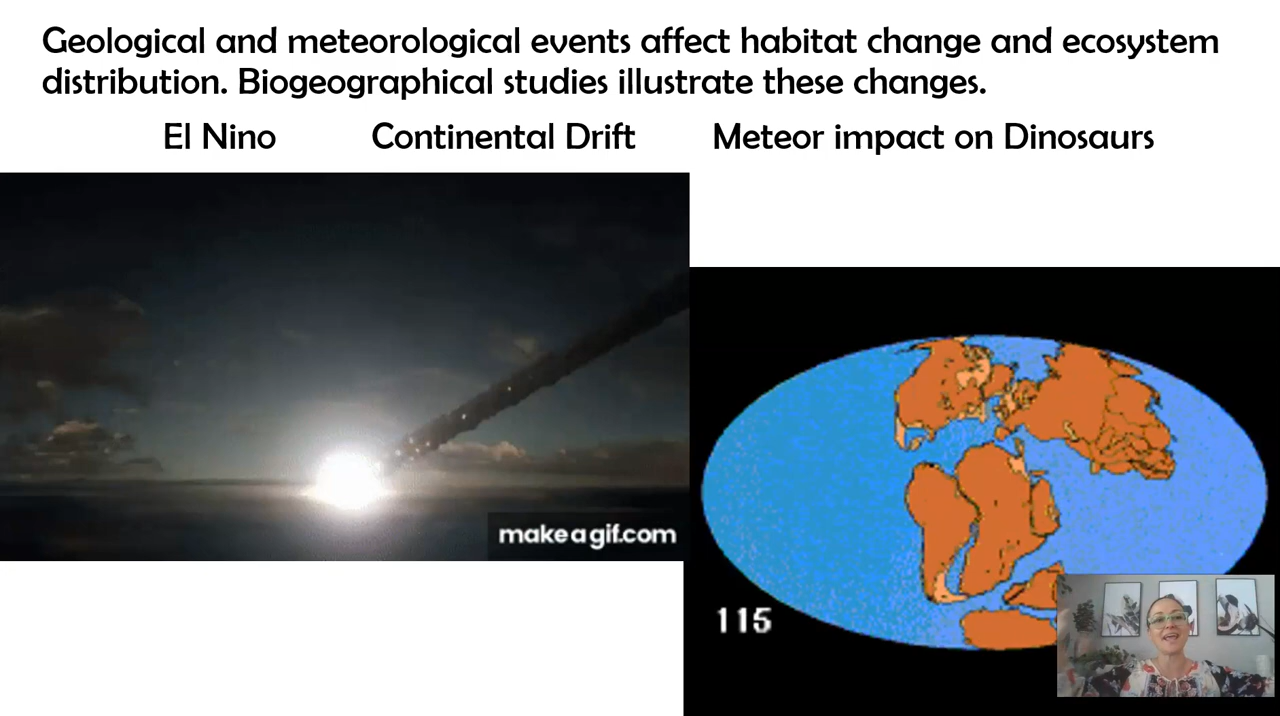 Geological and meteorological events affect habitat change and ecosystem
distribution. Biogeographical studies illustrate these changes.
El Nino Continental Drift Meteor impact on Dinosaurs
makeagif.com
115